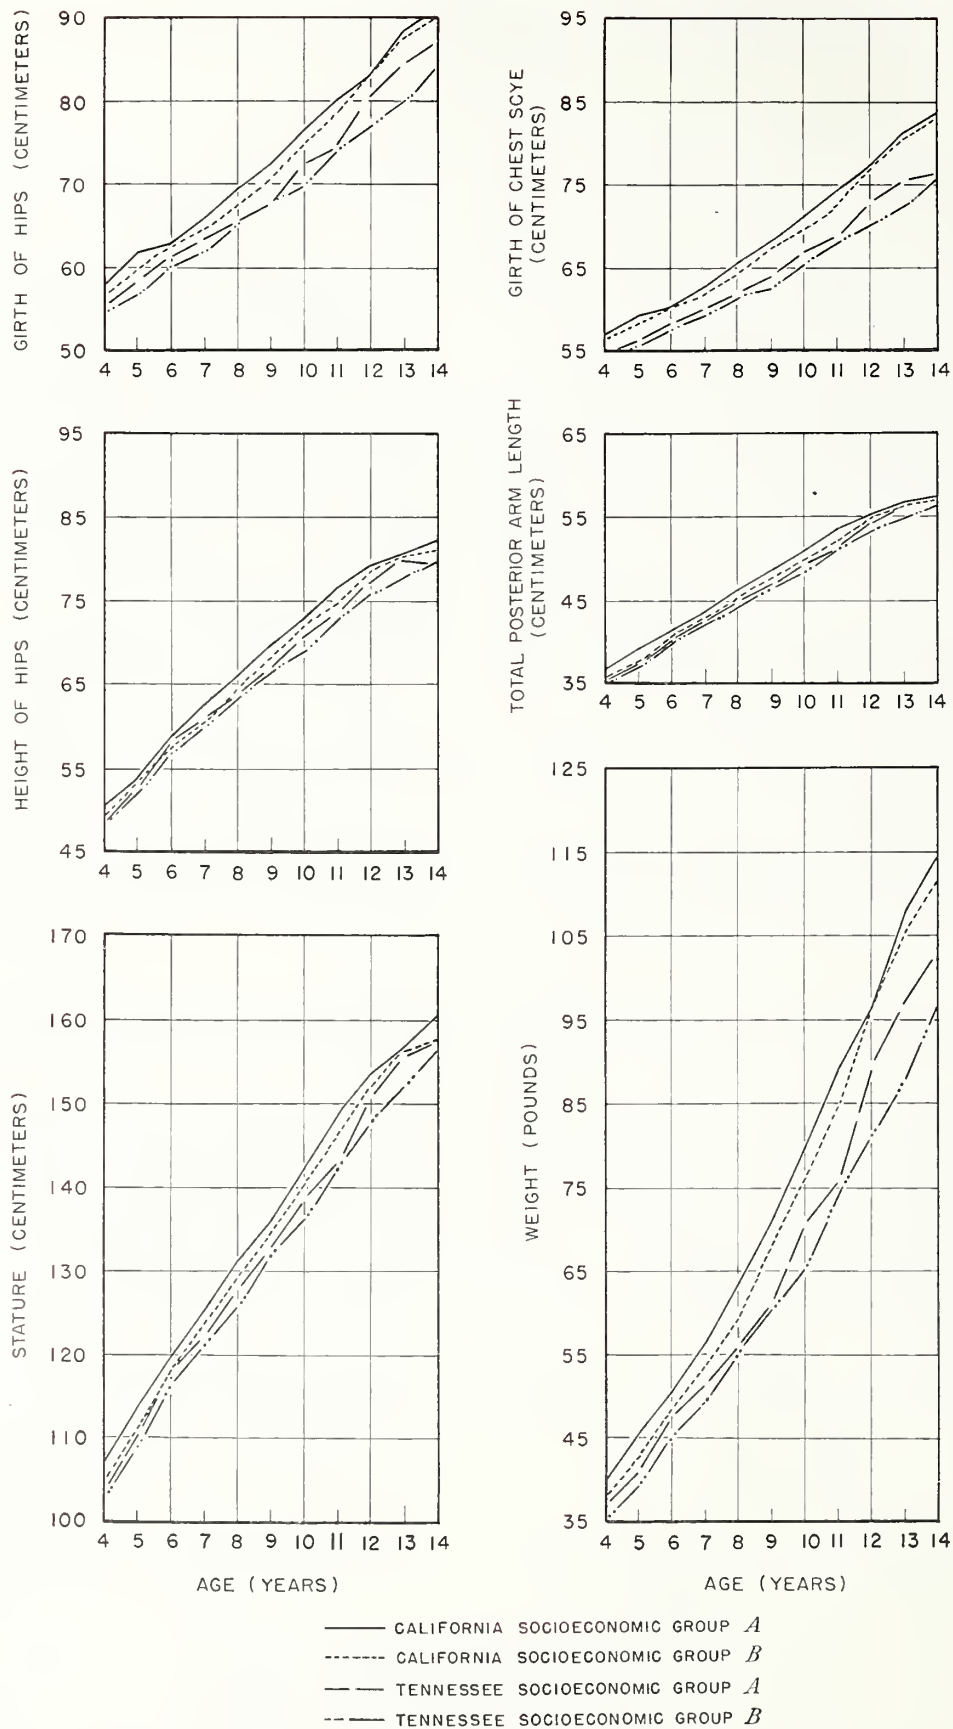 GIRTH OF HIPS (CENTIMETERS)
90
80
70
60
50
4 5 6 7 8 9 10 11 12 13 14
GIRTH OF CHEST SCYE
(CENTIMETERS)
95
85
75
65
55
4 5 6 7 8 9 10 11 12 13 14
HEIGHT OF HIPS (CENTIMETERS)
95
85
75
65
55
45
4 5 6 7 8 9 10 11 12 13 14
TOTAL POSTERIOR ARM LENGTH
(CENTIMETERS)
65
55
45
35
4 5 6 7 8 9 10 11 12 13 14
STATURE (CENTIMETERS)
170
160
150
140
130
120
110
100
4 5 6 7 8 9 10 11 12 13 14
AGE (YEARS)
WEIGHT (POUNDS)
125
115
105
95
85
75
65
55
45
35
4 5 6 7 8 9 10 11 12 13 14
AGE (YEARS)
CALIFORNIA SOCIOECONOMIC GROUP A
CALIFORNIA SOCIOECONOMIC GROUP B
TENNESSEE SOCIOECONOMIC GROUP A
TENNESSEE SOCIOECONOMIC GROUP B